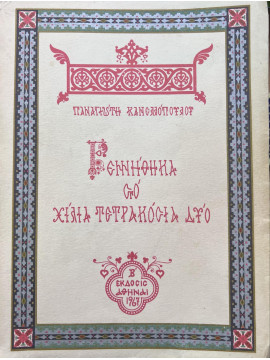 ΠΑΝΑΓΙΩΤΗ ΚΑΝΕΛΛΟΠΟΥΛΟΥ
ΓΕΝΝΗΘΗΚΑ
ΣΤΟ
ΧΙΛΙΑ ΤΕΤΡΑΚΟΣΙΑ ΔΥΟ
Β΄
ΕΚΔΟΣΙΣ
ΑΘΗΝΑΙ
1967